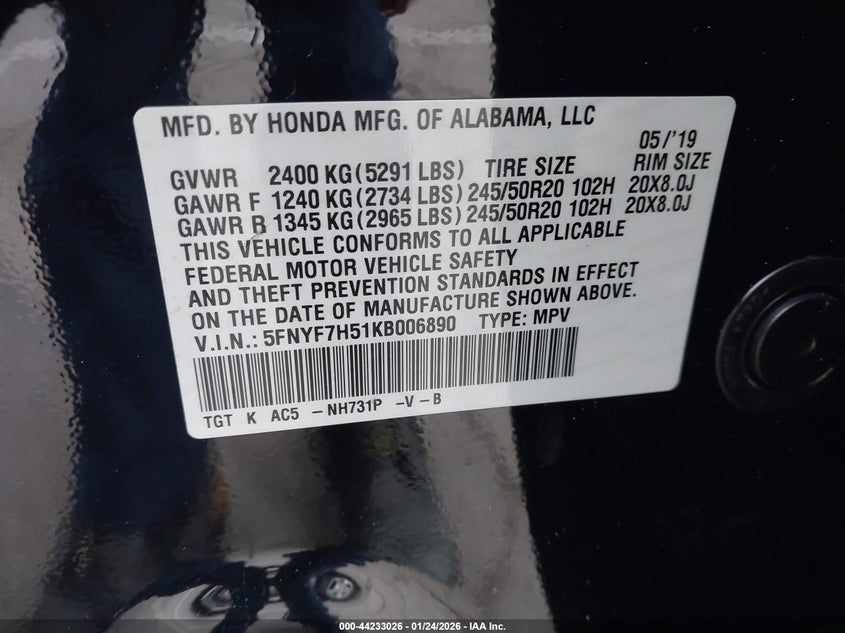 MFD. BY HONDA MFG. OF ALABAMA, LLC
05/'19
GVWR 2400 KG(5291 LBS) TIRE SIZE RIM SIZE
GAWR F 1240 KG(2734 LBS) 245/50R20 102H 20X8.0J
GAWR R 1345 KG(2965 LBS) 245/50R20 102H 20X8.0J
THIS VEHICLE CONFORMS TO ALL APPLICABLE
FEDERAL MOTOR VEHICLE SAFETY
AND THEFT PREVENTION STANDARDS IN EFFECT
ON THE DATE OF MANUFACTURE SHOWN ABOVE.
V.I.N.: 5FNYF7H51KB006890 TYPE: MPV
TGT K AC5 -NH731P -V-B
000-44233026 - 01/24/2026 - IAA Inc.